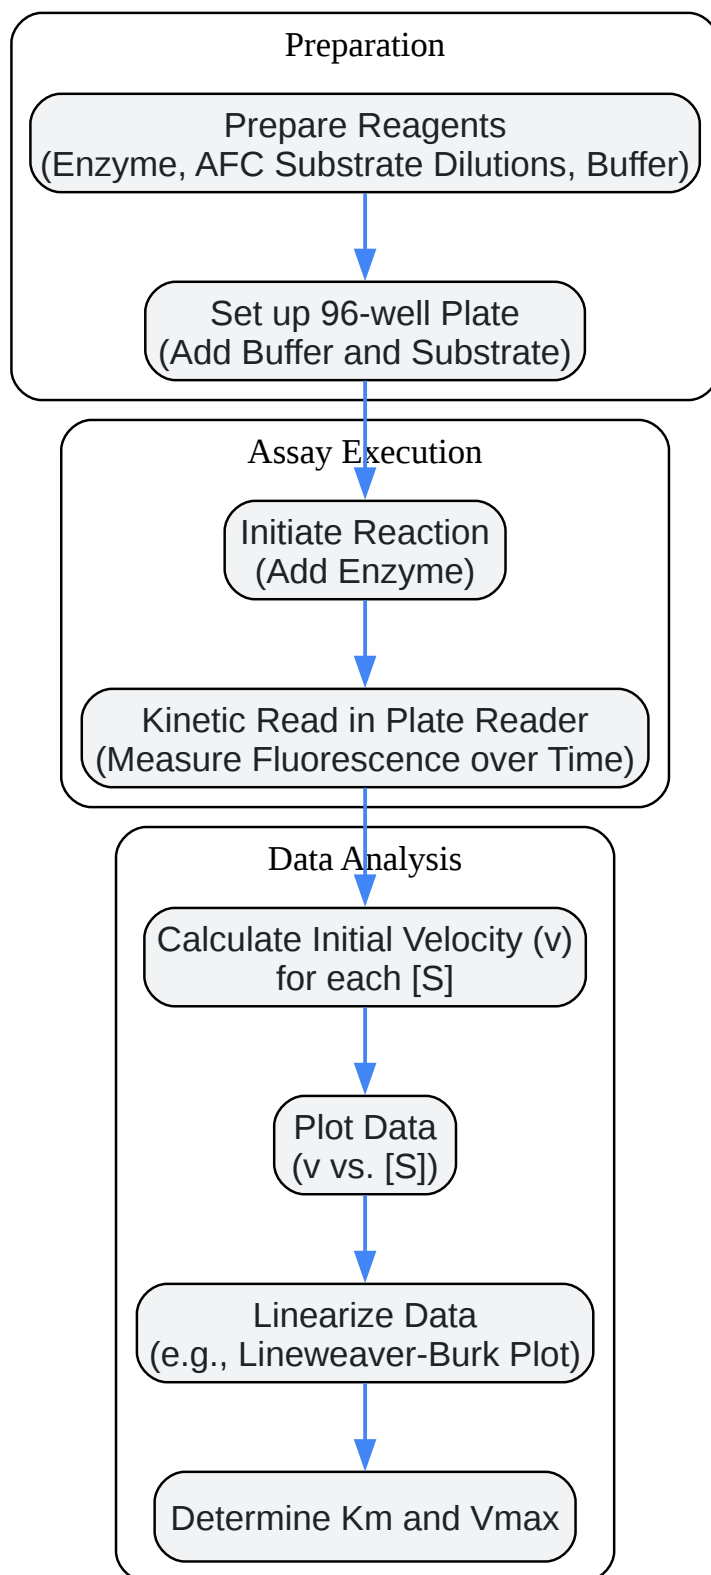 Preparation
Prepare Reagents
(Enzyme, AFC Substrate Dilutions, Buffer)
Set up 96-well Plate
(Add Buffer and Substrate)
Assay Execution
Initiate Reaction
(Add Enzyme)
Kinetic Read in Plate Reader
(Measure Fluorescence over Time)
Data Analysis
Calculate Initial Velocity (v)
for each [S]
Plot Data
(v vs. [S])
Linearize Data
(e.g., Lineweaver-Burk Plot)
Determine Km and Vmax